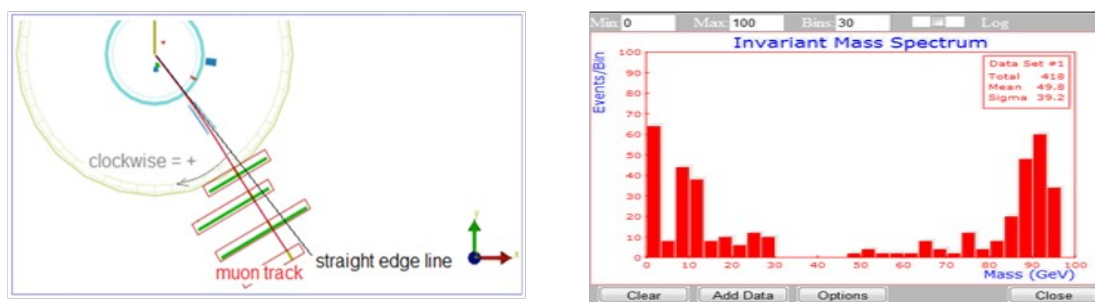 clockwise = +
muon track
straight edge line
y
x
Min: 0 Max: 100 Bins: 30 Log
Invariant Mass Spectrum
Events/Bin
100
90
80
70
60
50
40
30
20
10
0
Data Set #1
Total 418
Mean 49.8
Sigma 39.2
0 10 20 30 40 50 60 70 80 90 100
Mass (GeV)
Clear Add Data Options Close